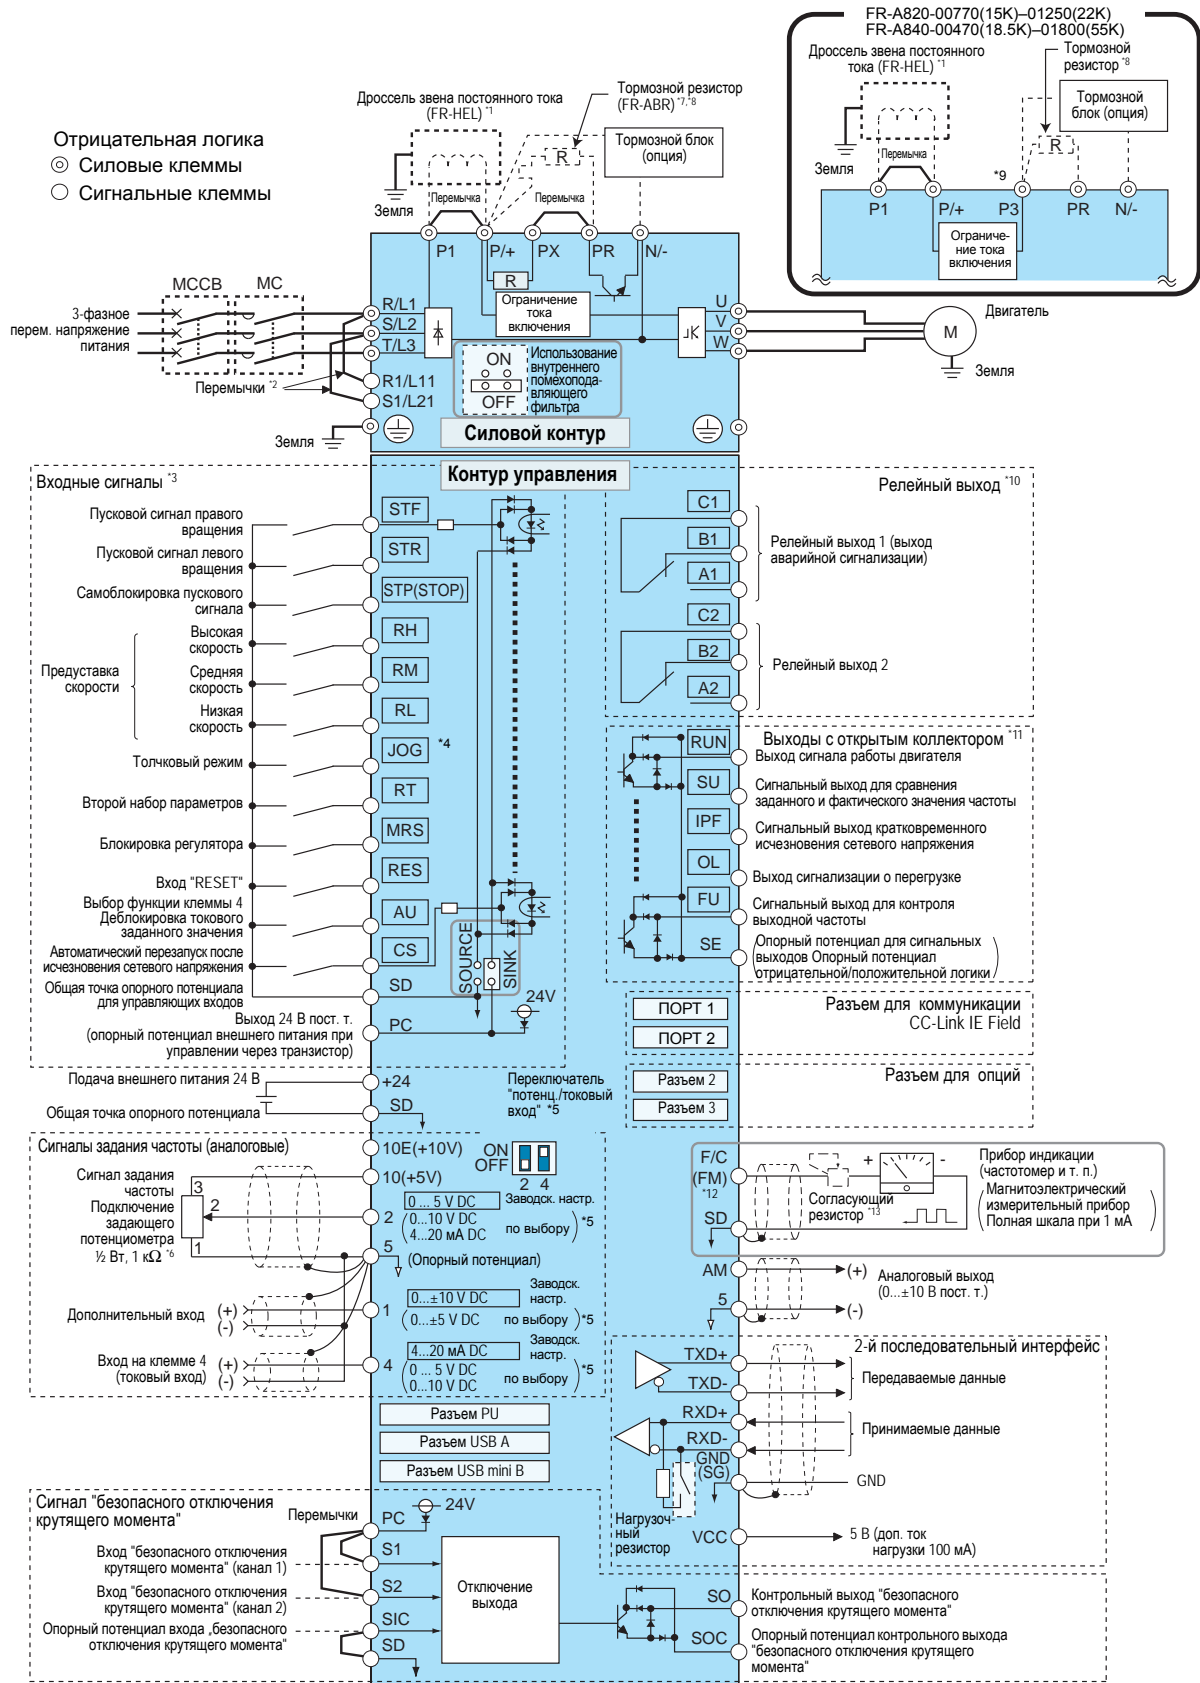 FR-A820-00770(15K)–01250(22K)
FR-A840-00470(18.5K)–01800(55K)
Дроссель звена постоянного
тока (FR-HEL) *1
Тормозной
резистор *8
Тормозной
блок (опция)
R
Земля
Перемычка
*9
P1
P/+
P3
PR
N/-
Ограниче-
ние тока
включения
Отрицательная логика
Силовые клеммы
Сигнальные клеммы
Дроссель звена постоянного тока
(FR-HEL) *1
Тормозной резистор
(FR-ABR) *7,*8
Тормозной блок
(опция)
R
Земля
Перемычка
Перемычка
P1
P/+
PX
PR
N/-
R
Ограничение
тока
включения
MCCB
MC
3-фазное
перем. напряжение
питания
R/L1
S/L2
T/L3
R1/L11
S1/L21
Перемычки *2
Земля
ON
OFF
Использование
внутреннего
помехопода-
вляющего
фильтра
U
V
W
M
Двигатель
Земля
Силовой контур
Контур управления
Входные сигналы *3
Пусковой сигнал правого
вращения
STF
Пусковой сигнал левого
вращения
STR
Самоблокировка пускового
сигнала
STP(STOP)
Предуставка
скорости
Высокая
скорость
RH
Средняя
скорость
RM
Низкая
скорость
RL
Толчковый режим
JOG *4
Второй набор параметров
RT
Блокировка регулятора
MRS
Вход "RESET"
RES
Выбор функции клеммы 4
Деблокировка токового
заданного значения
AU
Автоматический перезапуск после
исчезновения сетевого напряжения
CS
Общая точка опорного потенциала
для управляющих входов
SD
Выход 24 В пост. т.
(опорный потенциал внешнего питания при
управлении через транзистор)
PC
SOURCE
SINK
24V
Релейный выход *10
C1
B1
A1
Релейный выход 1 (выход
аварийной сигнализации)
C2
B2
A2
Релейный выход 2
Выходы с открытым коллектором *11
RUN
Выход сигнала работы двигателя
SU
Сигнальный выход для сравнения
заданного и фактического значения частоты
IPF
Сигнальный выход кратковременного
исчезновения сетевого напряжения
OL
Выход сигнализации о перегрузке
FU
Сигнальный выход для контроля
выходной частоты
SE
(Опорный потенциал для сигнальных
выходов Опорный потенциал
отрицательной/положительной логики)
ПОРТ 1
ПОРТ 2
Разъем для коммуникации
CC-Link IE Field
Разъем 2
Разъем 3
Разъем для опций
Подача внешнего питания 24 В
+24
Общая точка опорного потенциала
SD
Переключатель
"потенц./токовый
вход" *5
Сигналы задания частоты (аналоговые)
10E(+10V)
ON
OFF
2 4
10(+5V)
Сигнал задания
частоты
Подключение
задающего
потенциометра
½ Вт, 1 кΩ *6
3
2
1
2
0 ... 5 V DC
Заводск. настр.
(0...10 V DC
4...20 мА DC
по выбору) *5
5
(Опорный потенциал)
Дополнительный вход
(+)
(-)
1
0...±10 V DC
Заводск.
настр.
(0...±5 V DC
по выбору) *5
Вход на клемме 4
(токовый вход)
(+)
(-)
4
4...20 мА DC
Заводск.
настр.
(0 ... 5 V DC
0...10 V DC
по выбору) *5
Разъем PU
Разъем USB A
Разъем USB mini B
F/C
(FM)
*12
SD
+
-
Согласующий
резистор *13
Прибор индикации
(частотомер и т. п.)
(Магнитоэлектрический
измерительный прибор
Полная шкала при 1 мА)
AM
5
(+)
(-)
Аналоговый выход
(0...±10 В пост. т.)
2-й последовательный интерфейс
TXD+
TXD-
Передаваемые данные
RXD+
RXD-
Принимаемые данные
GND
(SG)
GND
Нагрузоч-
ный
резистор
VCC
5 В (доп. ток
нагрузки 100 мА)
Сигнал "безопасного отключения
крутящего момента"
Перемычки
PC
24V
Вход "безопасного отключения
крутящего момента" (канал 1)
S1
Вход "безопасного отключения
крутящего момента" (канал 2)
S2
Опорный потенциал входа „безопасного
отключения крутящего момента"
SIC
SD
Отключение
выхода
SO
Контрольный выход "безопасного
отключения крутящего момента"
SOC
Опорный потенциал контрольного выхода
"безопасного отключения крутящего
момента"